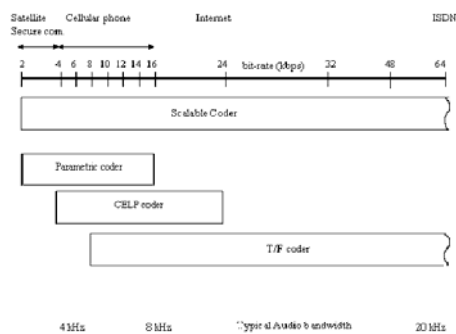 Satellite Cellular phone Internet ISDN
Secure com.
2 4 6 8 10 12 14 16 24 bit-rate (kbps) 32 48 64
Scalable Coder
Parametric coder
CELP coder
T/F coder
4 kHz 8 kHz Typical Audio bandwidth 20 kHz